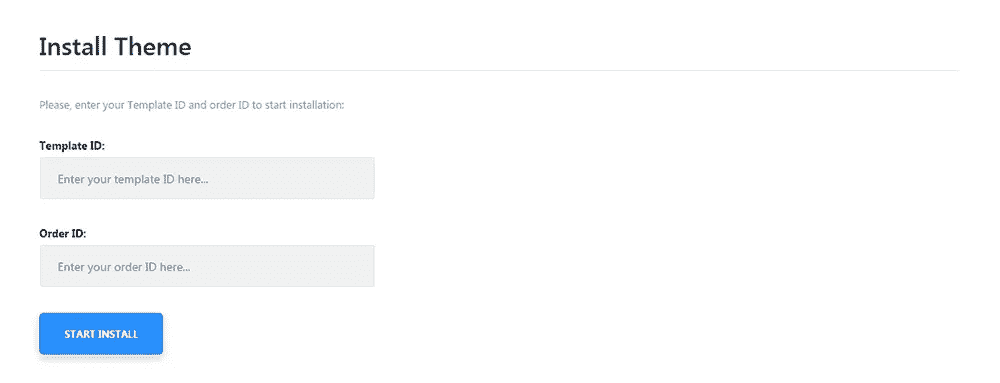 Install Theme
Please, enter your Template ID and order ID to start installation:
Template ID:
Enter your template ID here...
Order ID:
Enter your order ID here...
START INSTALL